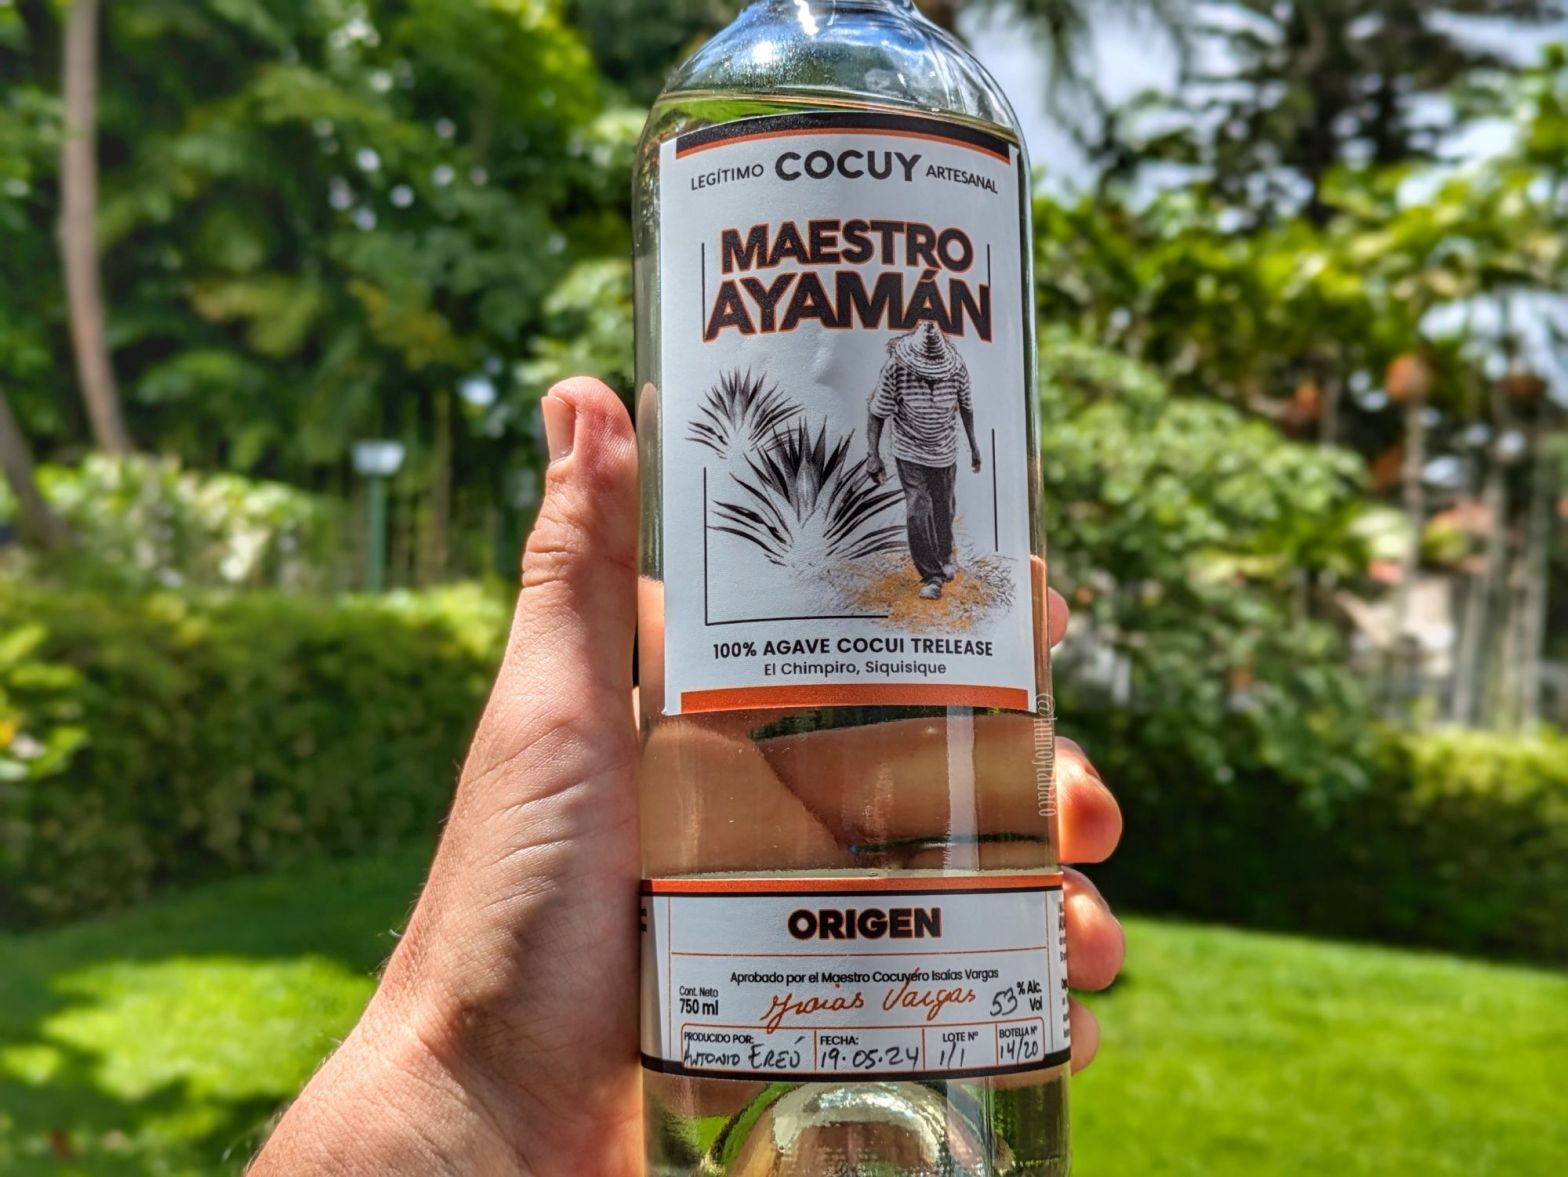 LEGÍTIMO COCUY ARTESANAL
MAESTRO
AYAMÁN
100% AGAVE COCUI TRELEASE
El Chimpiro, Siquisique
ORIGEN
Aprobado por el Maestro Cocuyero Isaías Vargas
Cont. Neto
750 ml
Isaias Vargas
53 % Alc. Vol
PRODUCIDO POR: ANTONIO EREÚ
FECHA: 19.05.24
LOTE Nº 1/1
BOTELLA Nº 14/20